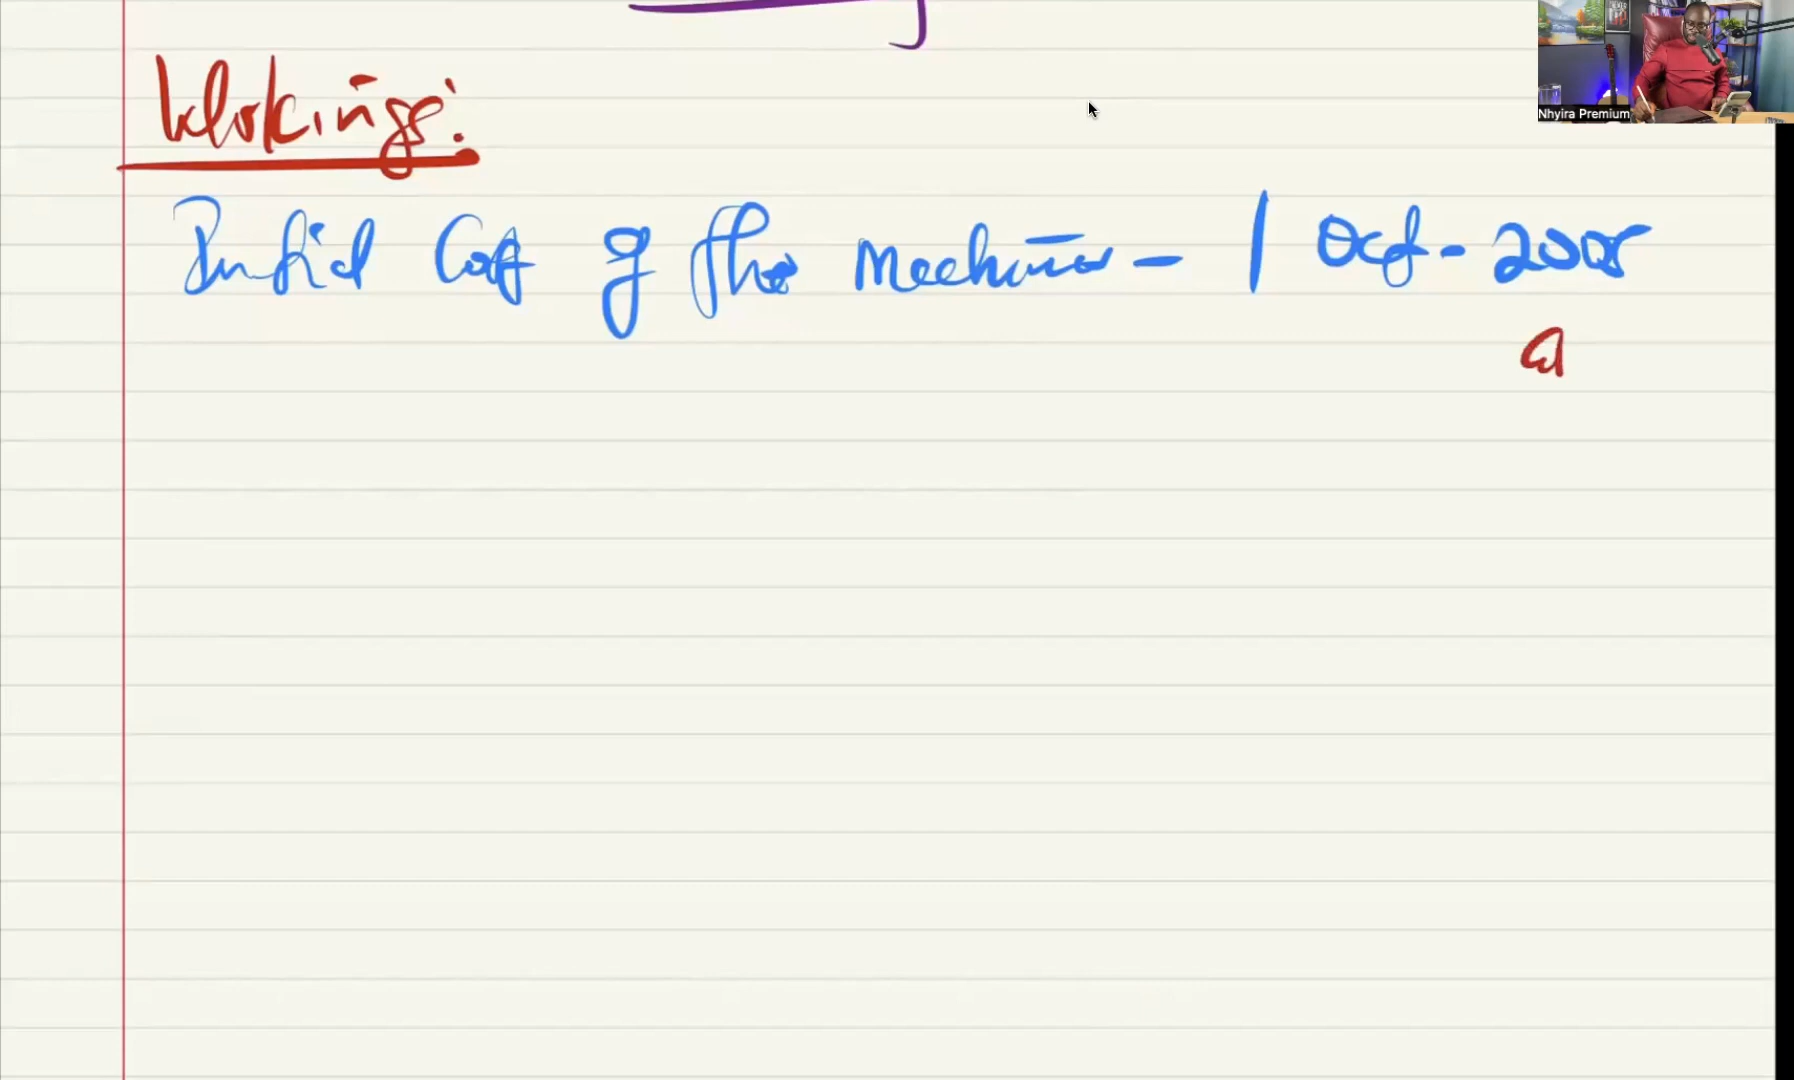 Nhyira Premium
Workings:
Initial Cost of the Machine - 1 Oct - 2005